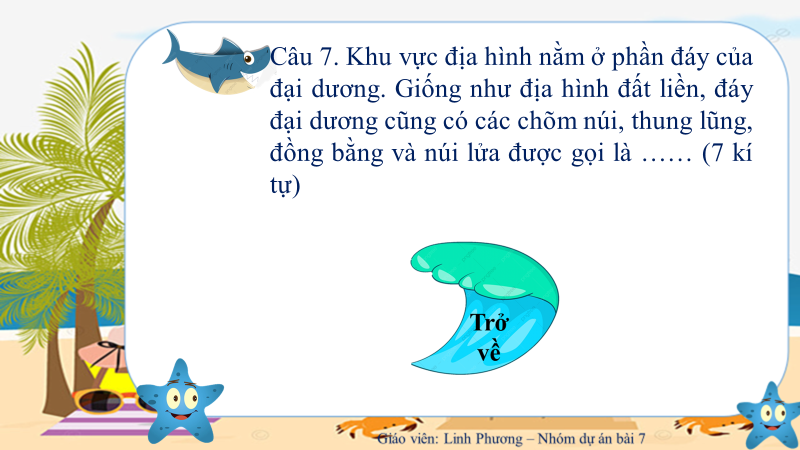 Câu 7. Khu vực địa hình nằm ở phần đáy của
đại dương. Giống như địa hình đất liền, đáy
đại dương cũng có các chõm núi, thung lũng,
đồng bằng và núi lửa được gọi là …… (7 kí
tự)
Trở
về
Giáo viên: Linh Phương – Nhóm dự án bài 7